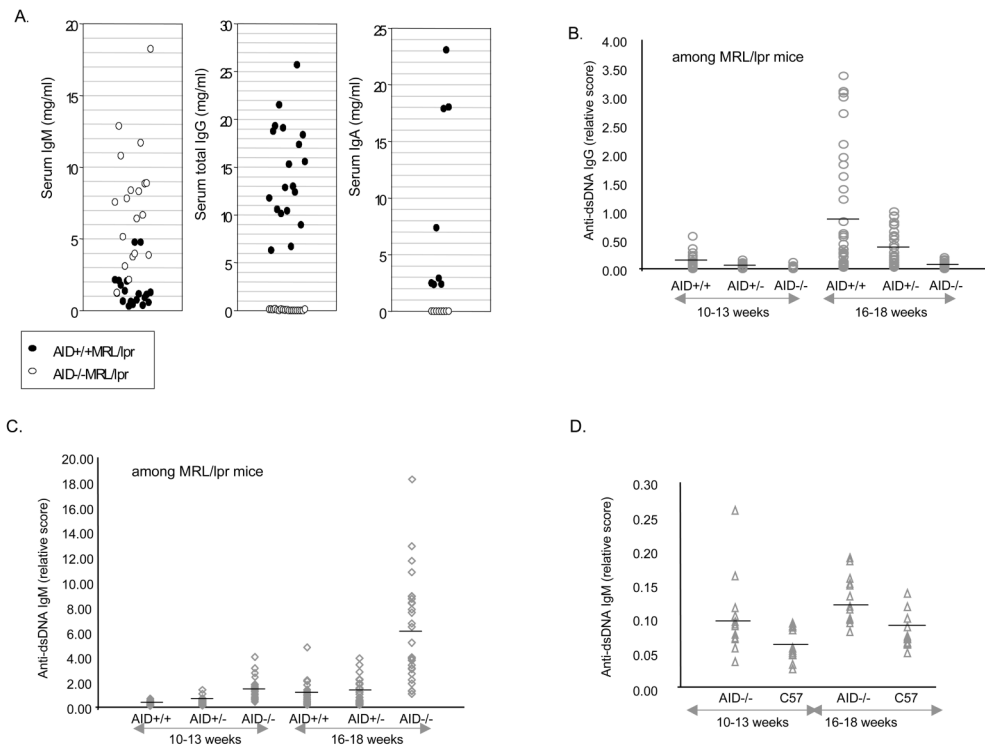 A.
Serum IgM (mg/ml)
20
15
10
5
0
Serum total IgG (mg/ml)
30
25
20
15
10
5
0
Serum IgA (mg/ml)
25
20
15
10
5
0
AID+/+MRL/lpr
AID-/-MRL/lpr
B.
among MRL/lpr mice
Anti-dsDNA IgG (relative score)
4.00
3.50
3.00
2.50
2.00
1.50
1.00
0.50
0.00
AID+/+ AID+/- AID-/- AID+/+ AID+/- AID-/-
10-13 weeks 16-18 weeks
C.
among MRL/lpr mice
Anti-dsDNA IgM (relative score)
20.00
18.00
16.00
14.00
12.00
10.00
8.00
6.00
4.00
2.00
0.00
AID+/+ AID+/- AID-/- AID+/+ AID+/- AID-/-
10-13 weeks 16-18 weeks
D.
Anti-dsDNA IgM (relative score)
0.30
0.25
0.20
0.15
0.10
0.05
0.00
AID-/- C57 AID-/- C57
10-13 weeks 16-18 weeks